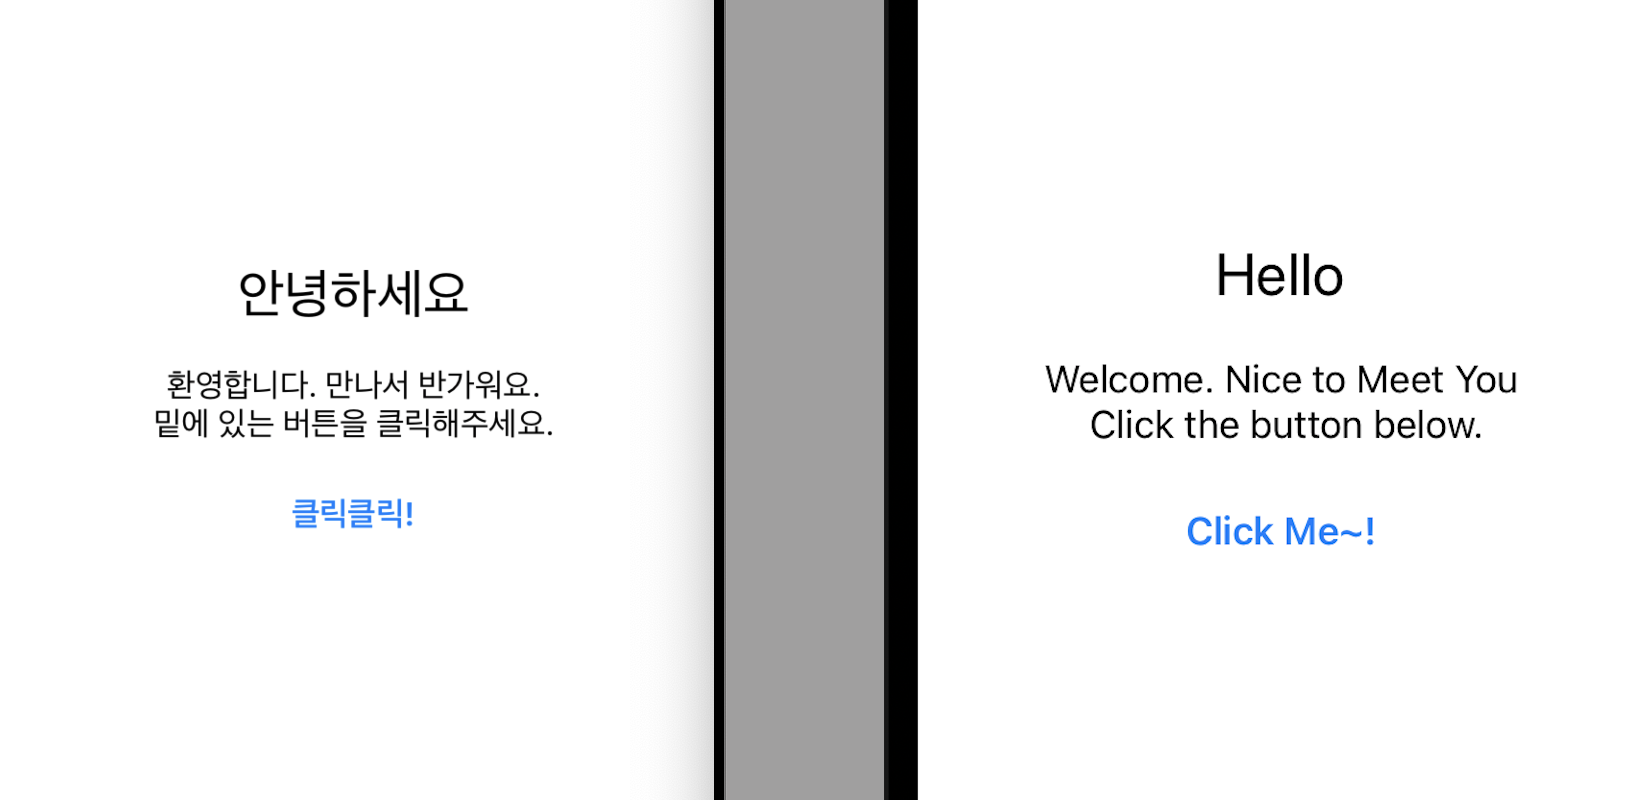 안녕하세요
환영합니다. 만나서 반가워요.
밑에 있는 버튼을 클릭해주세요.
클릭클릭!
Hello
Welcome. Nice to Meet You
Click the button below.
Click Me~!